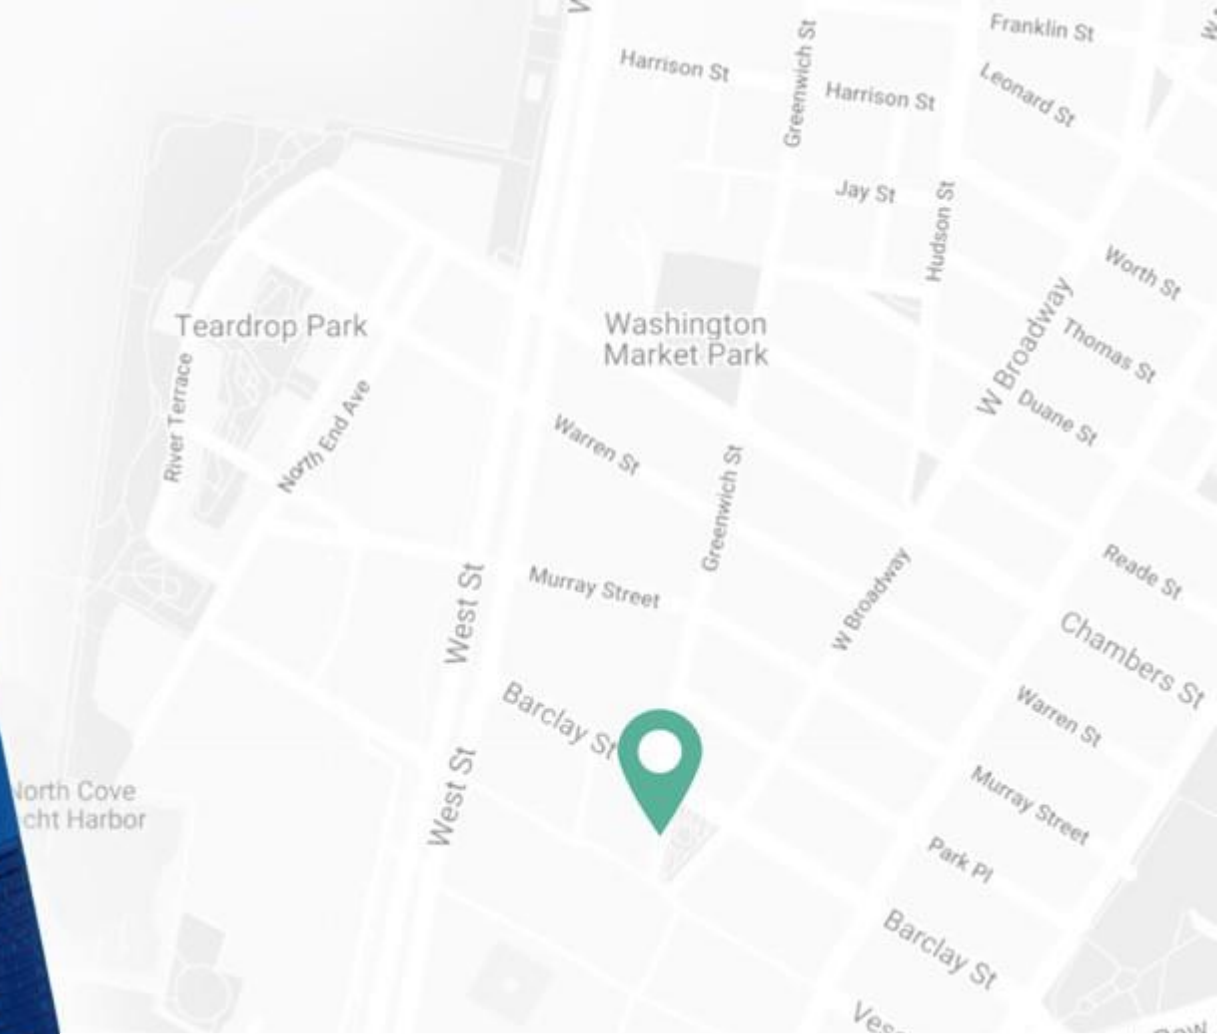 Franklin St
Harrison St
Greenwich St
Harrison St
Leonard St
Jay St
Hudson St
Worth St
Teardrop Park
Washington
Market Park
W Broadway
Thomas St
River Terrace
North End Ave
Duane St
Warren St
Greenwich St
Murray Street
W Broadway
Reade St
West St
Chambers St
Barclay St
Warren St
West St
North Cove
cht Harbor
Murray Street
Park Pl
Barclay St